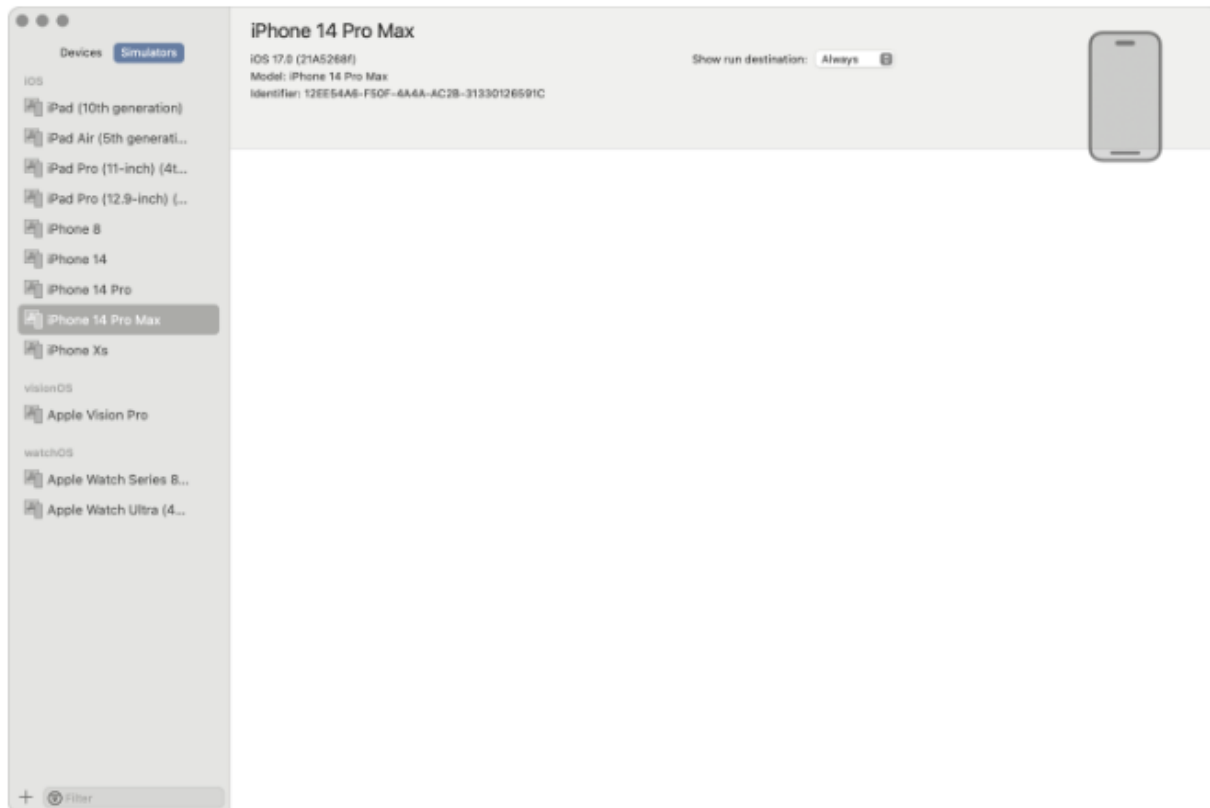 Devices Simulators
iOS
iPad (10th generation)
iPad Air (5th generati...
iPad Pro (11-inch) (4t...
iPad Pro (12.9-inch) (...
iPhone 8
iPhone 14
iPhone 14 Pro
iPhone 14 Pro Max
iPhone Xs
visionOS
Apple Vision Pro
watchOS
Apple Watch Series 8...
Apple Watch Ultra (4...
Filter
iPhone 14 Pro Max
iOS 17.0 (21A5268f)
Model: iPhone 14 Pro Max
Identifier: 12EE54A6-F50F-4A4A-AC28-31330126591C
Show run destination: Always